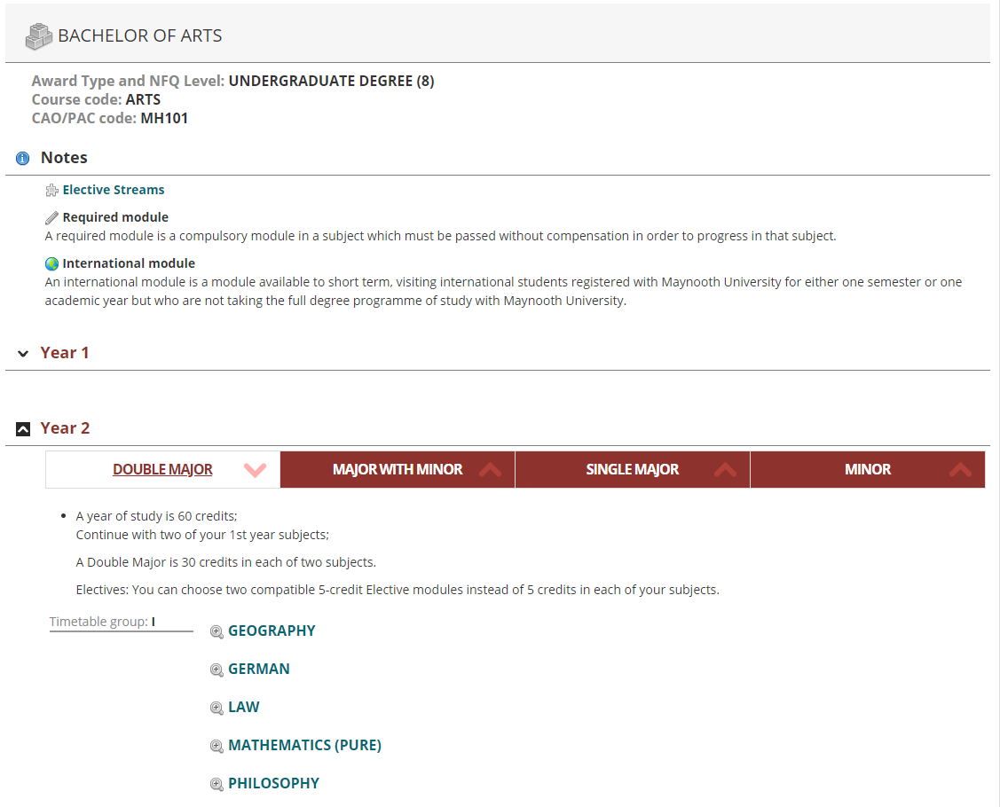 BACHELOR OF ARTS
Award Type and NFQ Level: UNDERGRADUATE DEGREE (8)
Course code: ARTS
CAO/PAC code: MH101
Notes
Elective Streams
Required module
A required module is a compulsory module in a subject which must be passed without compensation in order to progress in that subject.
International module
An international module is a module available to short term, visiting international students registered with Maynooth University for either one semester or one
academic year but who are not taking the full degree programme of study with Maynooth University.
Year 1
Year 2
DOUBLE MAJOR MAJOR WITH MINOR SINGLE MAJOR MINOR
A year of study is 60 credits;
Continue with two of your 1st year subjects;
A Double Major is 30 credits in each of two subjects.
Electives: You can choose two compatible 5-credit Elective modules instead of 5 credits in each of your subjects.
Timetable group: I
GEOGRAPHY
GERMAN
LAW
MATHEMATICS (PURE)
PHILOSOPHY